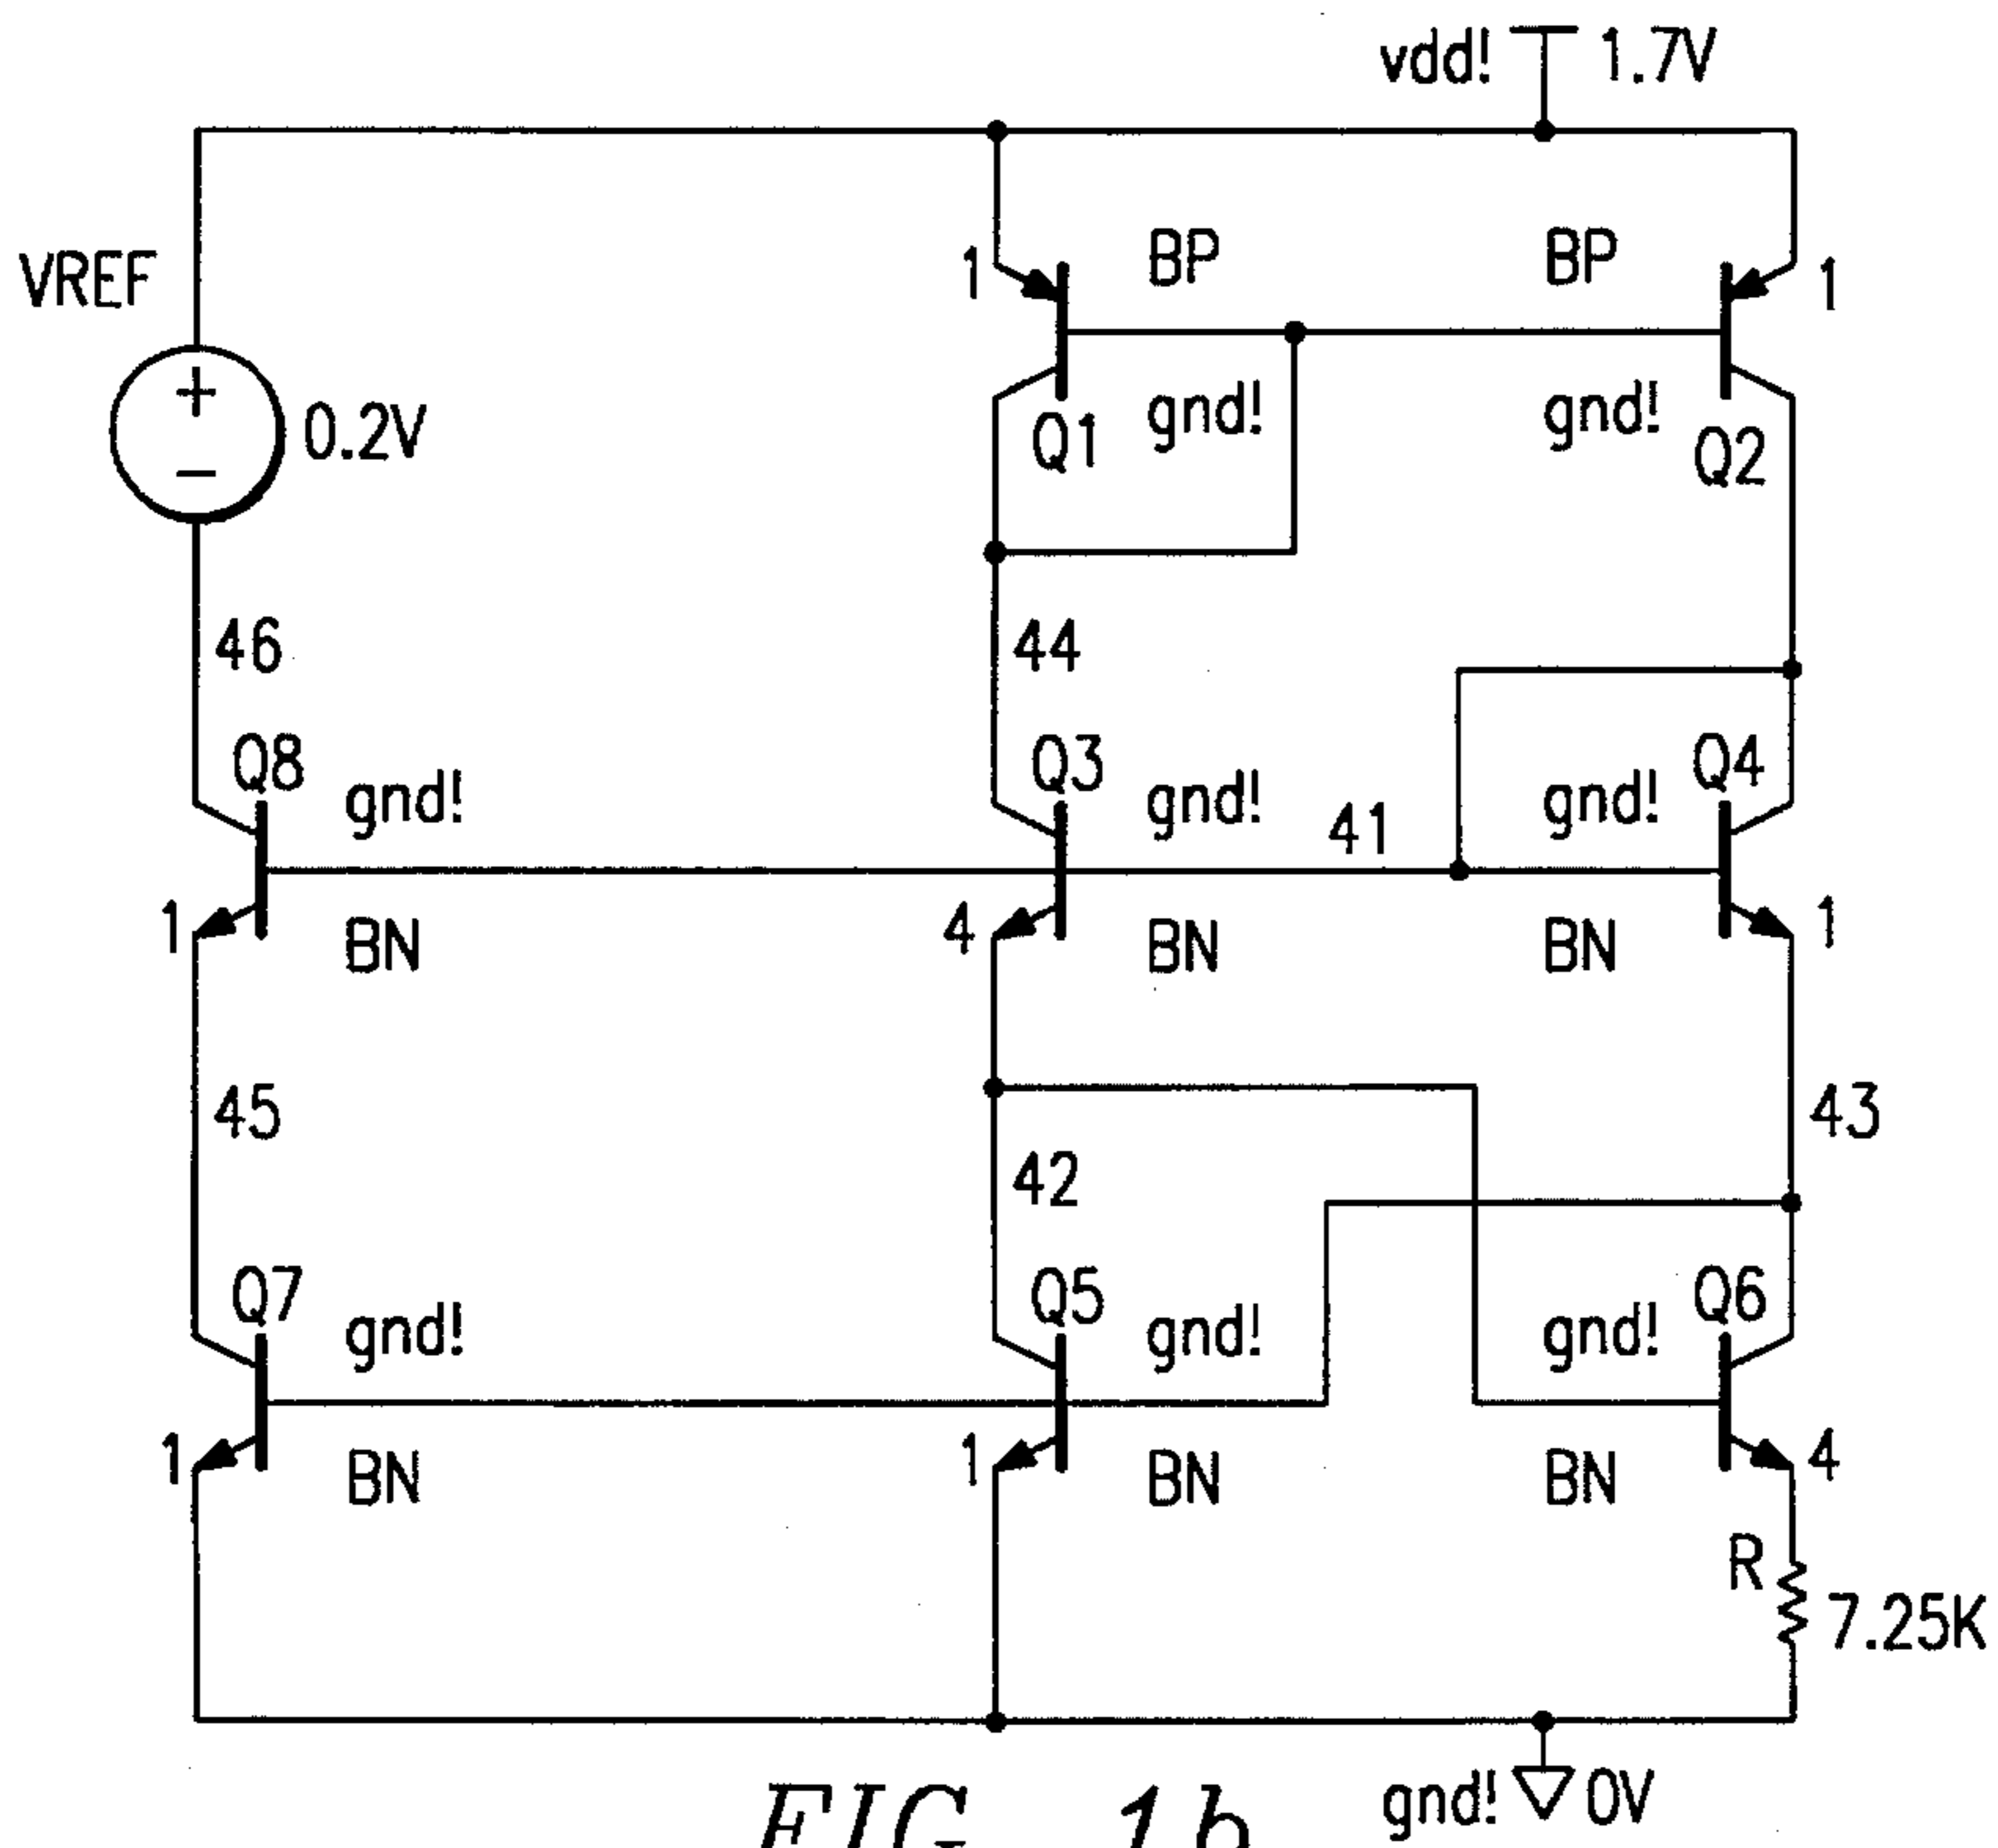 vdd! 1.7V
VREF
1 BP BP 1
0.2V
gnd! gnd!
Q1 Q2
46 44
Q8 gnd! Q3 gnd! 41 gnd! Q4
1 BN 4 BN BN 1
45 43
42
Q7 gnd! Q5 gnd! gnd! Q6
1 BN 1 BN BN 4
R
7.25K
gnd! 0V
FIG. 1b